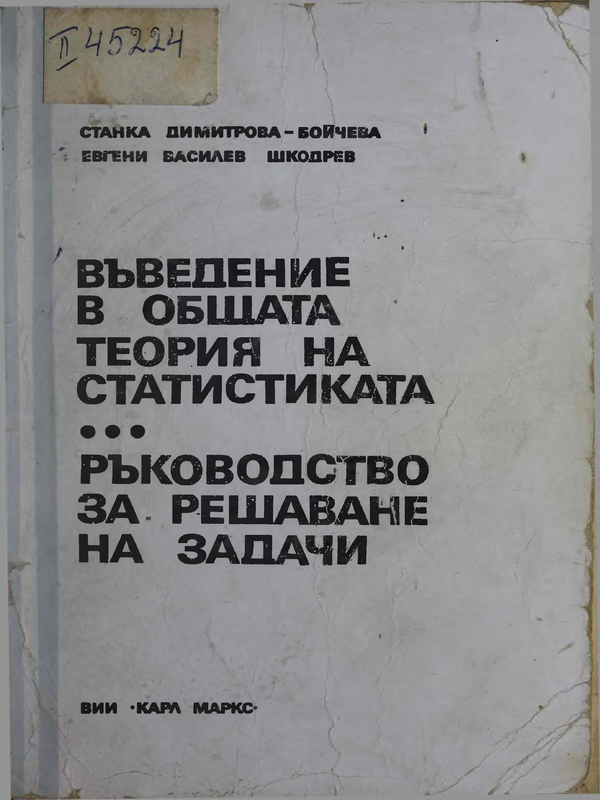 II 45224
СТАНКА ДИМИТРОВА-БОЙЧЕВА
ЕВГЕНИ ВАСИЛЕВ ШКОДРЕВ
ВЪВЕДЕНИЕ
В ОБЩАТА
ТЕОРИЯ НА
СТАТИСТИКАТА
•••
РЪКОВОДСТВО
ЗА РЕШАВАНЕ
НА ЗАДАЧИ
ВИИ "КАРЛ МАРКС"